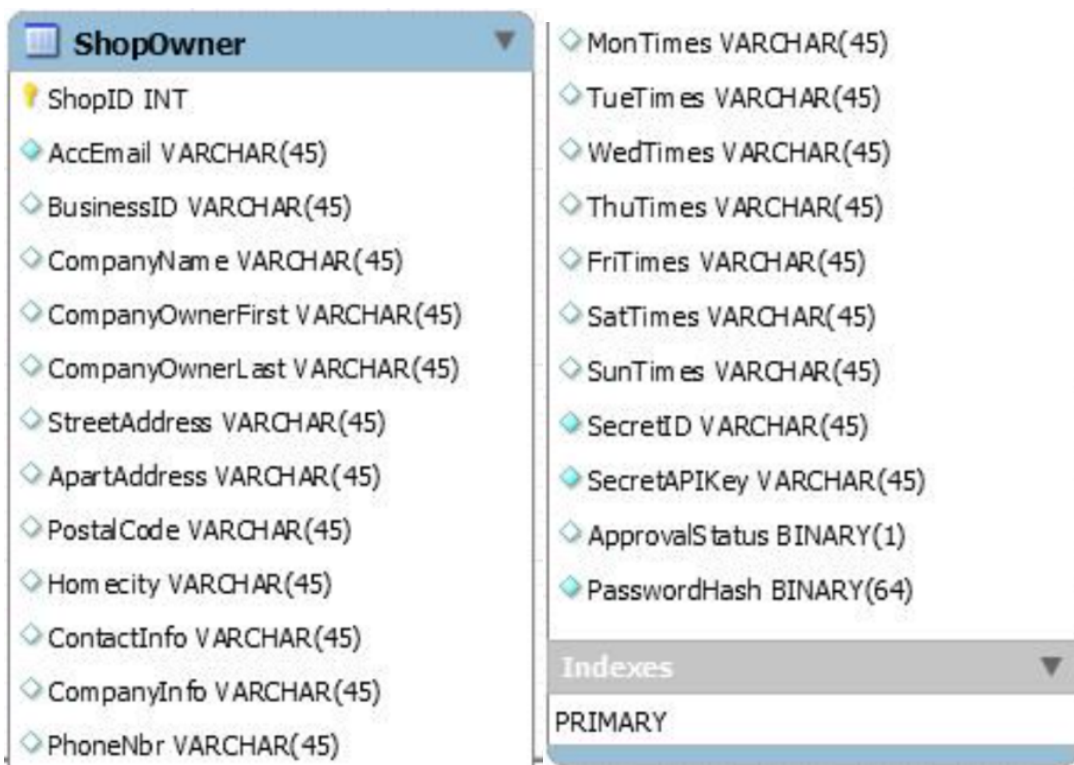 ShopOwner
ShopID INT
AccEmail VARCHAR(45)
BusinessID VARCHAR(45)
CompanyName VARCHAR(45)
CompanyOwnerFirst VARCHAR(45)
CompanyOwnerLast VARCHAR(45)
StreetAddress VARCHAR(45)
ApartAddress VARCHAR(45)
PostalCode VARCHAR(45)
Homecity VARCHAR(45)
ContactInfo VARCHAR(45)
CompanyInfo VARCHAR(45)
PhoneNbr VARCHAR(45)
MonTimes VARCHAR(45)
TueTimes VARCHAR(45)
WedTimes VARCHAR(45)
ThuTimes VARCHAR(45)
FriTimes VARCHAR(45)
SatTimes VARCHAR(45)
SunTimes VARCHAR(45)
SecretID VARCHAR(45)
SecretAPIKey VARCHAR(45)
ApprovalStatus BINARY(1)
PasswordHash BINARY(64)
Indexes
PRIMARY